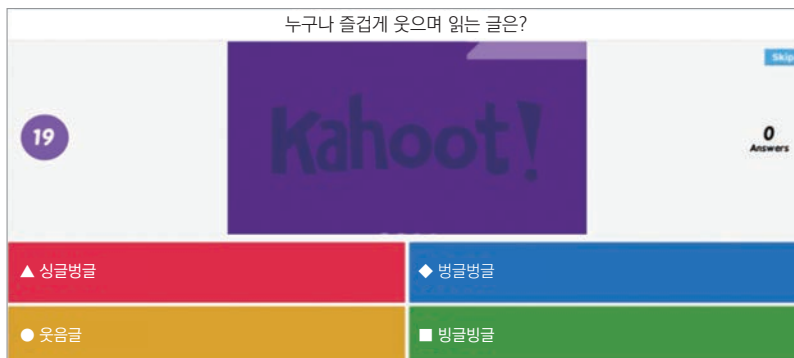 누구나 즐겁게 웃으며 읽는 글은?
Skip
19
Kahoot!
0
Answers
▲ 싱글벙글
◆ 벙글벙글
● 웃음글
■ 빙글빙글